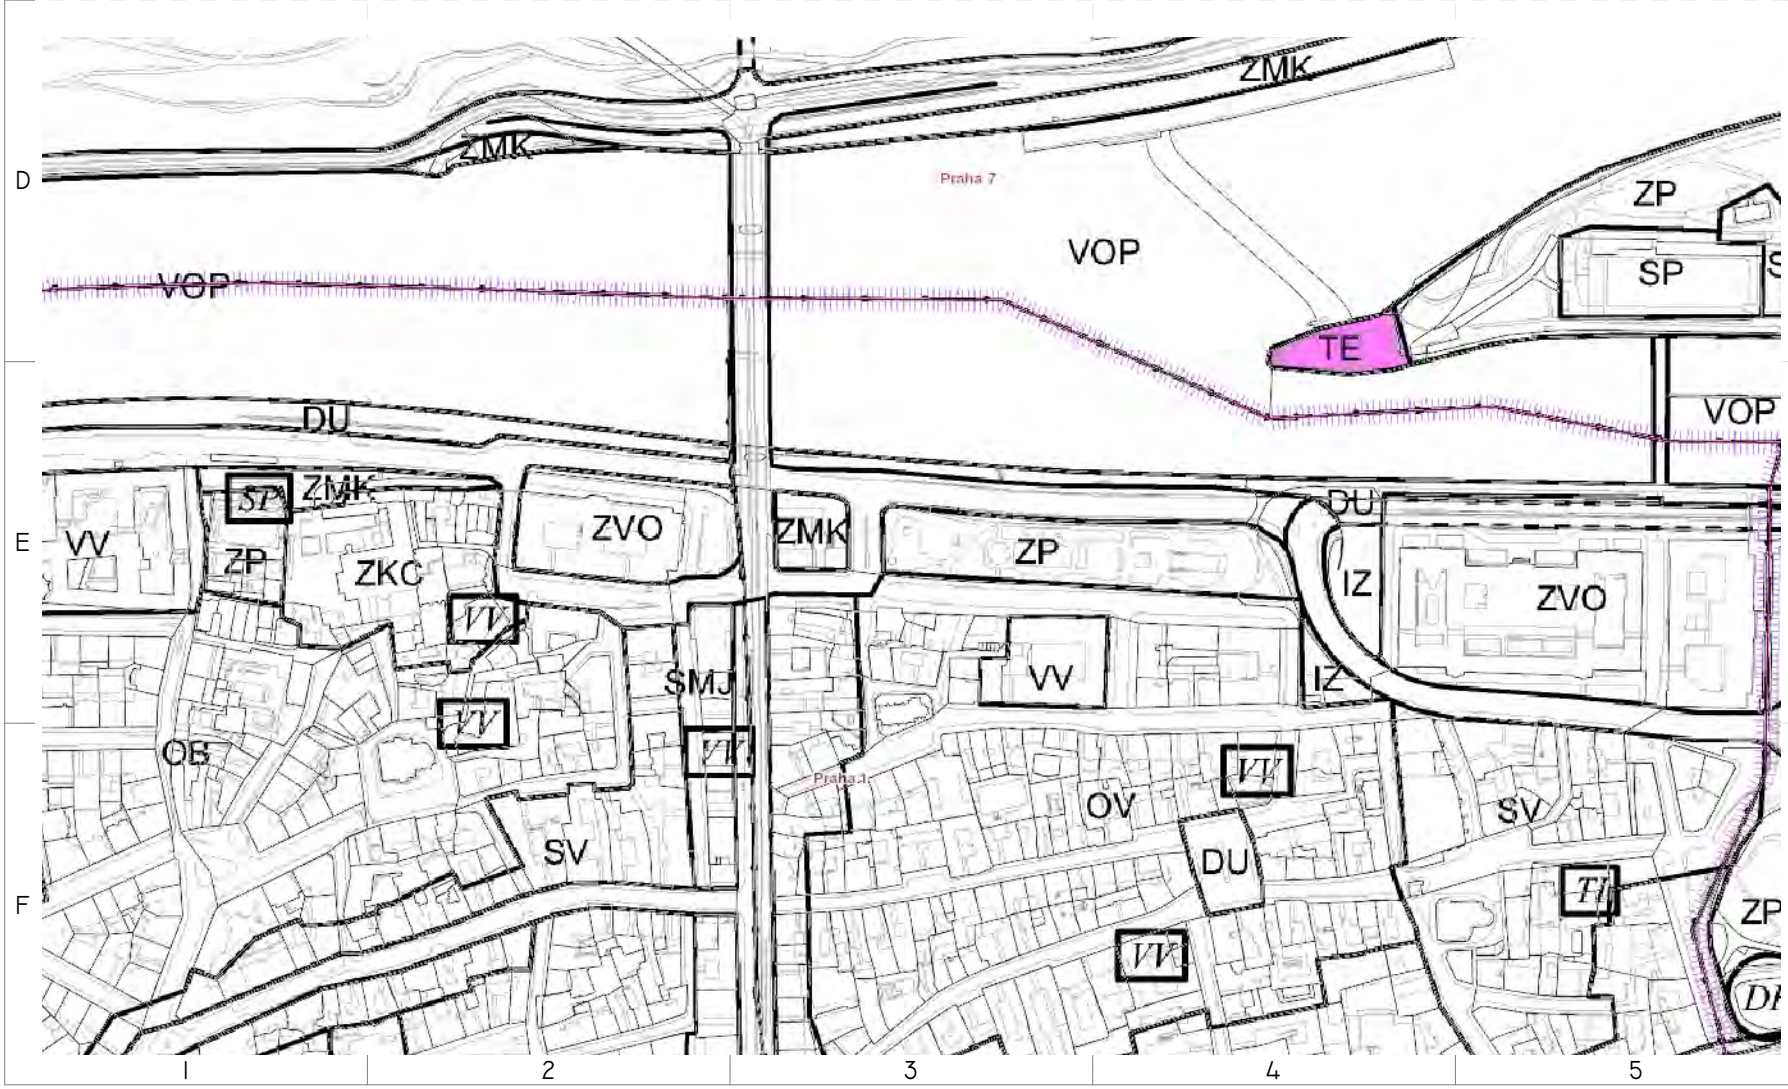 ZMK
ZMK
D
Praha 7
ZP
VOP
SP
VOP
TE
VOP
DU
SP
ZMK
DU
VV
ZP
ZKC
ZVO
ZMK
ZP
IZ
ZVO
E
VV
SMJ
VV
IZ
VV
OB
VV
Praha 1
VV
OV
SV
SV
DU
TI
F
ZP
VV
1
2
3
4
5